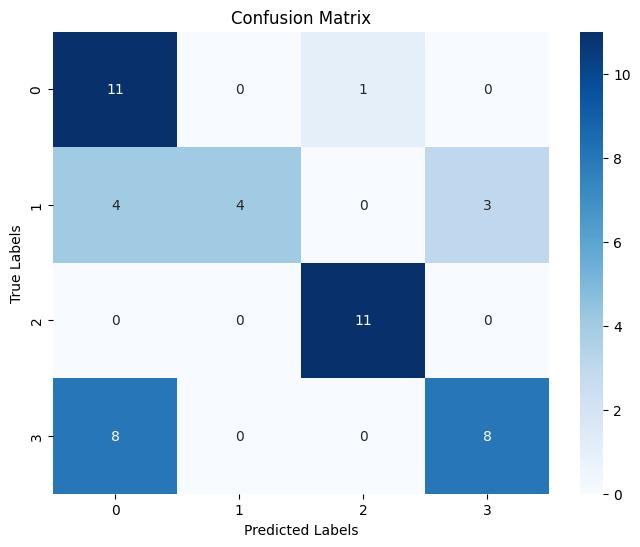 Confusion Matrix
True Labels
0 11 0 1 0
1 4 4 0 3
2 0 0 11 0
3 8 0 0 8
0 1 2 3
Predicted Labels
10
8
6
4
2
0